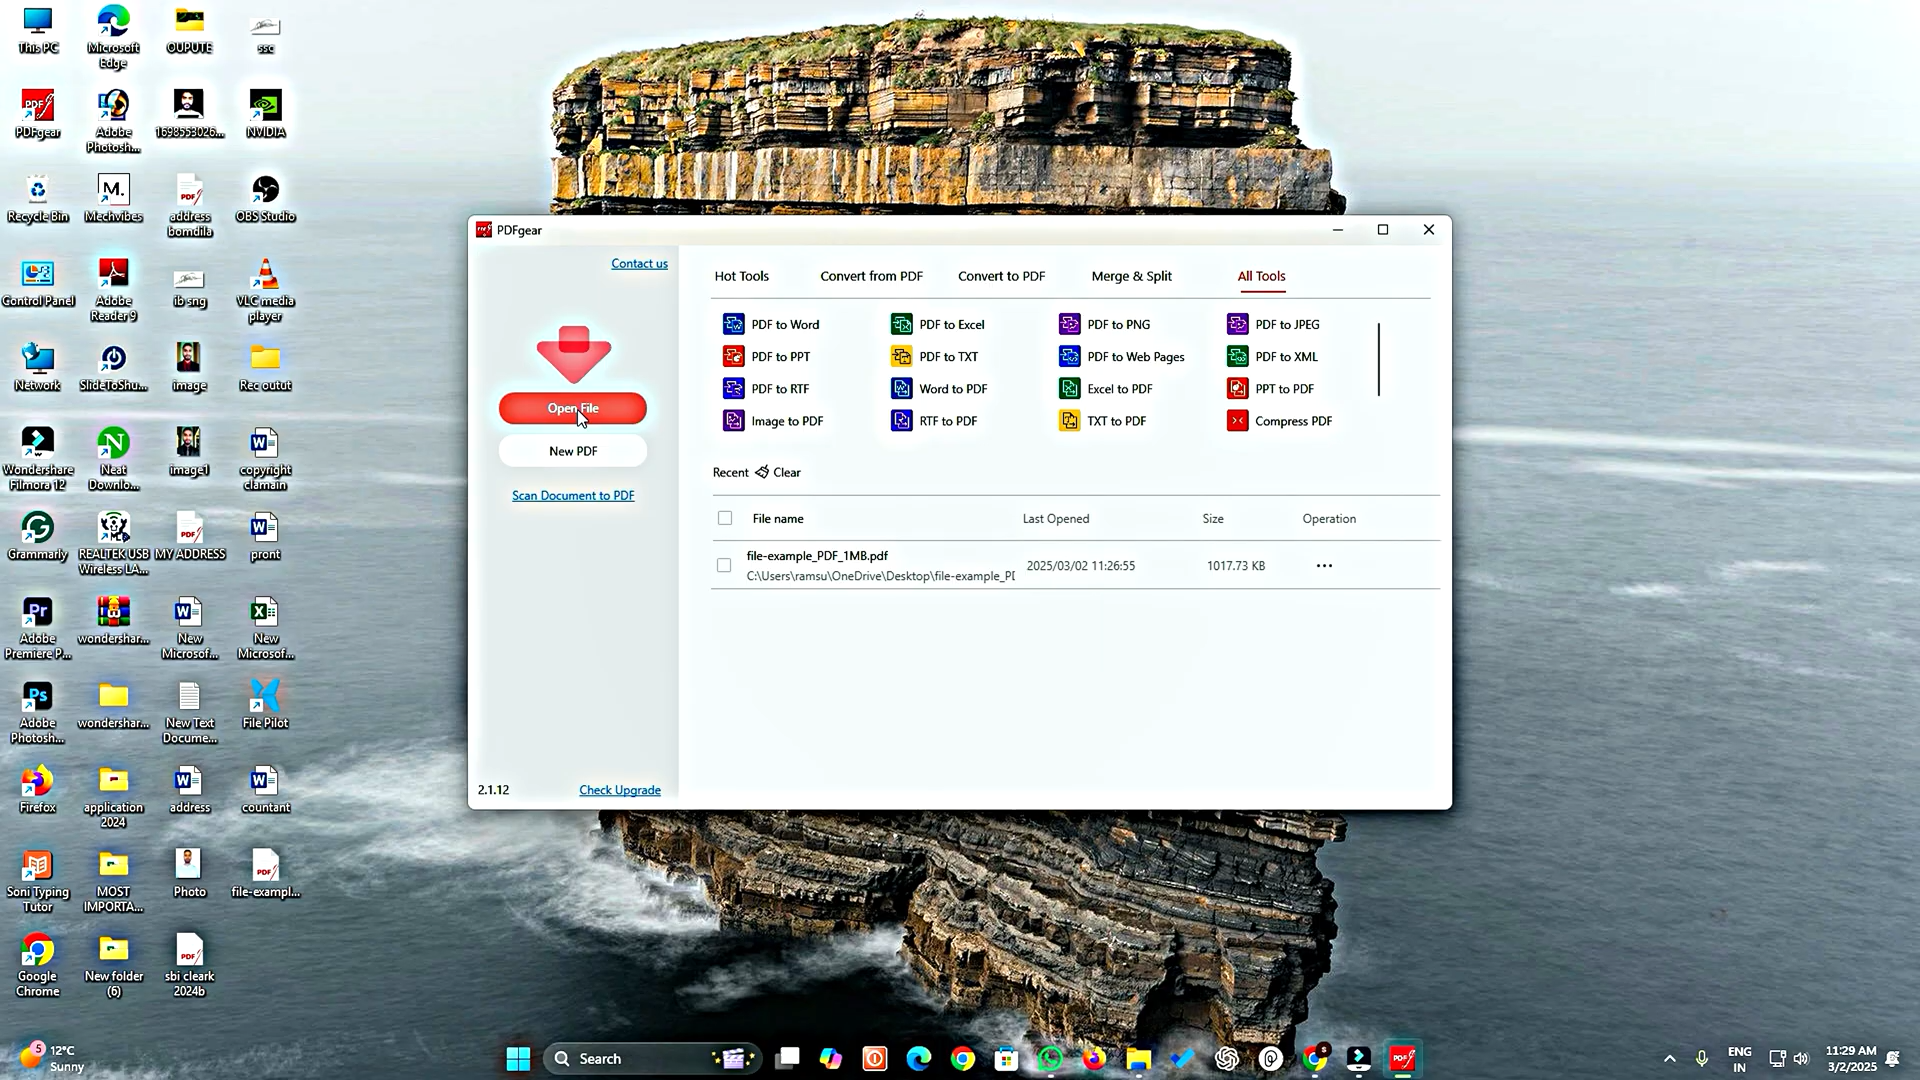 This PC
Microsoft
Edge
OUPUTE
ssc
PDFgear
Adobe
Photosh...
1698553026...
NVIDIA
Recycle Bin
M.
Mechvibes
PDF
address
bomdila
OBS Studio
Control Panel
Adobe
Reader 9
ib sng
VLC media
player
Network
SlideToShu...
image
Rec outut
Wondershare
Filmora 12
Neat
Downlo...
image1
copyright
clamain
Grammarly
REALTEK USB
Wireless LA...
PDF
MY ADDRESS
pront
Adobe
Premiere P...
wondershar...
New
Microsof...
New
Microsof...
Adobe
Photosh...
wondershar...
New Text
Docume...
File Pilot
Firefox
application
2024
address
countant
Soni Typing
Tutor
MOST
IMPORTA...
Photo
PDF
file-exampl...
Google
Chrome
New folder
(6)
PDF
sbi cleark
2024b
PDFgear
Contact us
Open File
New PDF
Scan Document to PDF
2.1.12
Check Upgrade
Hot Tools
Convert from PDF
Convert to PDF
Merge & Split
All Tools
PDF to Word
PDF to Excel
PDF to PNG
PDF to JPEG
PDF to PPT
PDF to TXT
PDF to Web Pages
PDF to XML
PDF to RTF
Word to PDF
Excel to PDF
PPT to PDF
Image to PDF
RTF to PDF
TXT to PDF
Compress PDF
Recent
Clear
File name
Last Opened
Size
Operation
file-example_PDF_1MB.pdf
C:\Users\ramsu\OneDrive\Desktop\file-example_PD
2025/03/02 11:26:55
1017.73 KB
5
12°C
Sunny
Search
ENG
IN
11:29 AM
3/2/2025